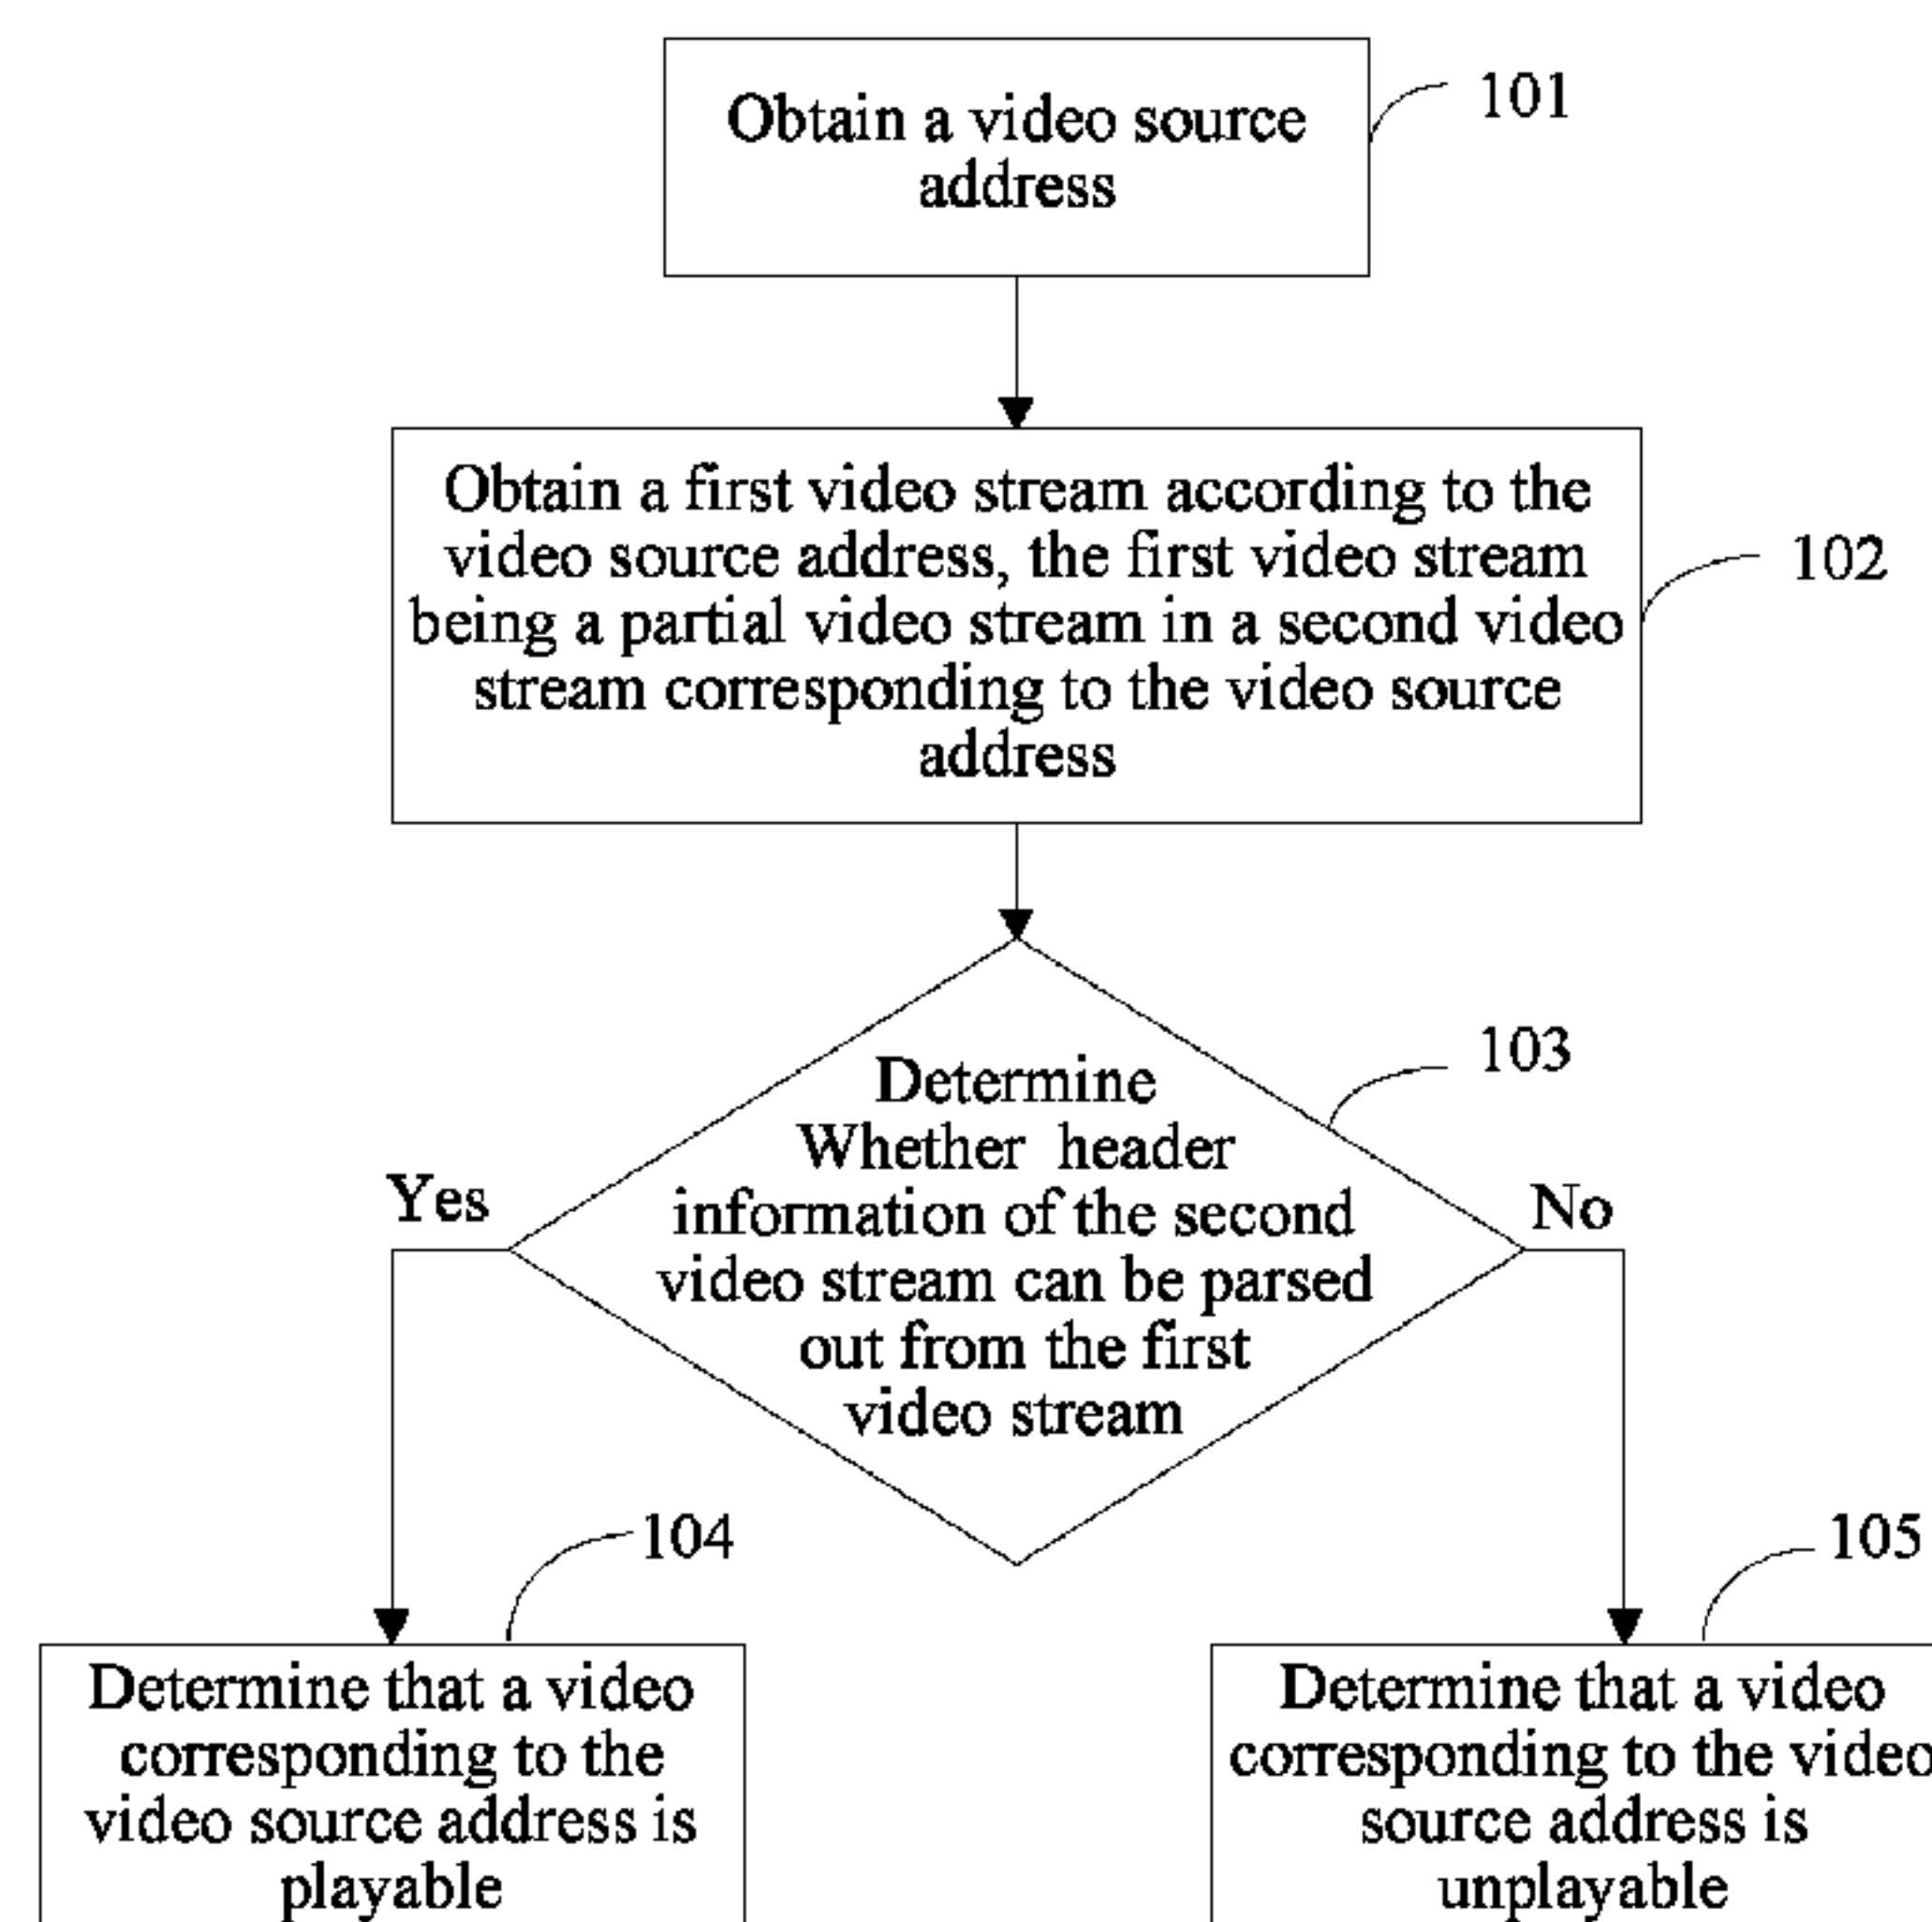 Obtain a video source
address
101
Obtain a first video stream according to the
video source address, the first video stream
being a partial video stream in a second video
stream corresponding to the video source
address
102
Determine
Whether header
information of the second
video stream can be parsed
out from the first
video stream
103
Yes
No
104
105
Determine that a video
corresponding to the
video source address is
playable
Determine that a video
corresponding to the video
source address is
unplayable